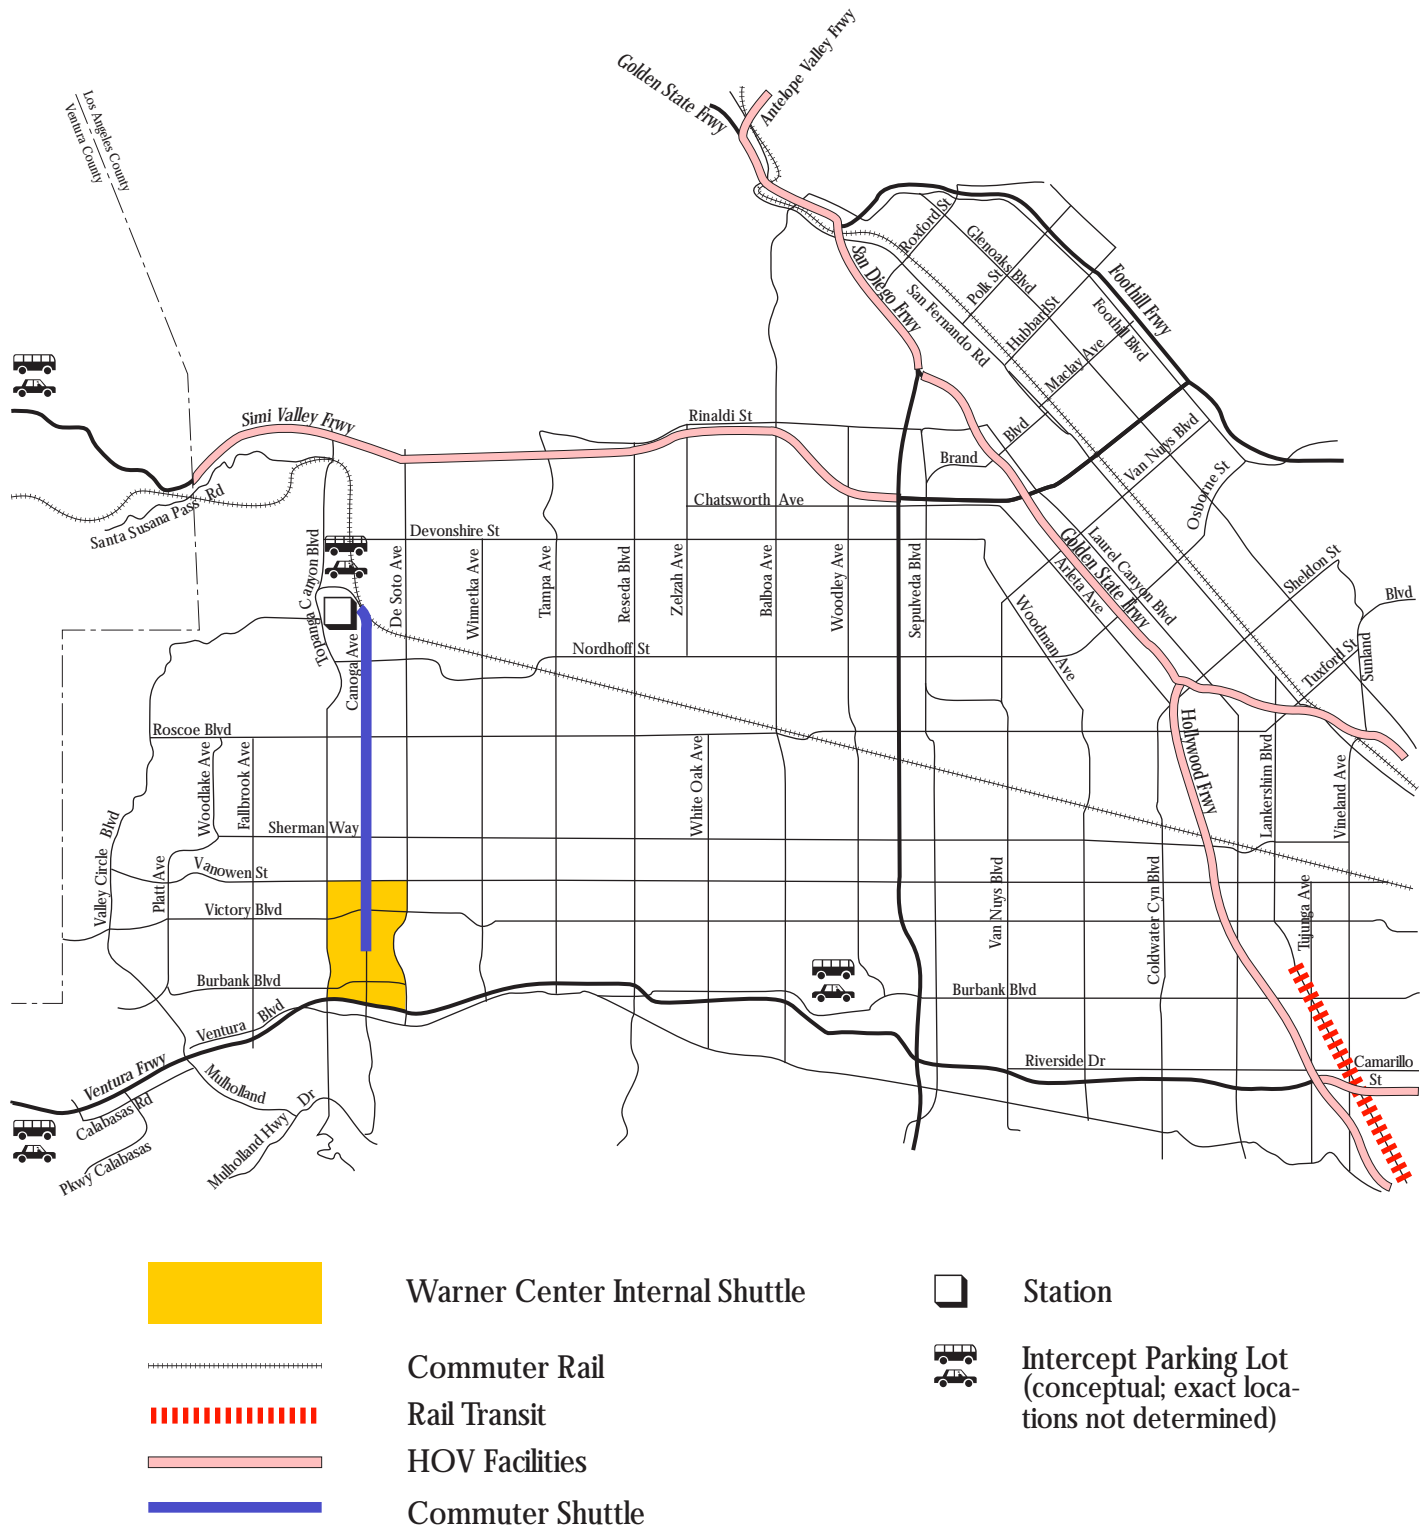 Antelope Valley Frwy
Golden State Frwy
Los Angeles County
Ventura County
Roxford St
Glenoaks Blvd
Polk St
San Diego Frwy
San Fernando Rd
Hubbard St
Foothill Frwy
Foothill Blvd
Maclay Ave
Simi Valley Frwy
Rinaldi St
Brand
Blvd
Van Nuys Blvd
Osborne St
Santa Susana Pass Rd
Chatsworth Ave
Devonshire St
Topanga Canyon Blvd
Canoga Ave
De Soto Ave
Winnetka Ave
Tampa Ave
Reseda Blvd
Zelzah Ave
Balboa Ave
Woodley Ave
Sepulveda Blvd
Woodman Ave
Arleta Ave
Golden State Frwy
Laurel Canyon Blvd
Sheldon St
Blvd
Sunland
Tuxford St
Nordhoff St
Roscoe Blvd
Woodlake Ave
Fallbrook Ave
White Oak Ave
Hollywood Frwy
Lankershim Blvd
Vineland Ave
Sherman Way
Valley Circle Blvd
Platt Ave
Vanowen St
Victory Blvd
Van Nuys Blvd
Coldwater Cyn Blvd
Tujunga Ave
Burbank Blvd
Burbank Blvd
Ventura Blvd
Ventura Frwy
Riverside Dr
Camarillo
St
Calabasas Rd
Pkwy Calabasas
Mulholland
Dr
Mulholland Hwy
Warner Center Internal Shuttle
Commuter Rail
Rail Transit
HOV Facilities
Commuter Shuttle
Station
Intercept Parking Lot
(conceptual; exact loca-
tions not determined)